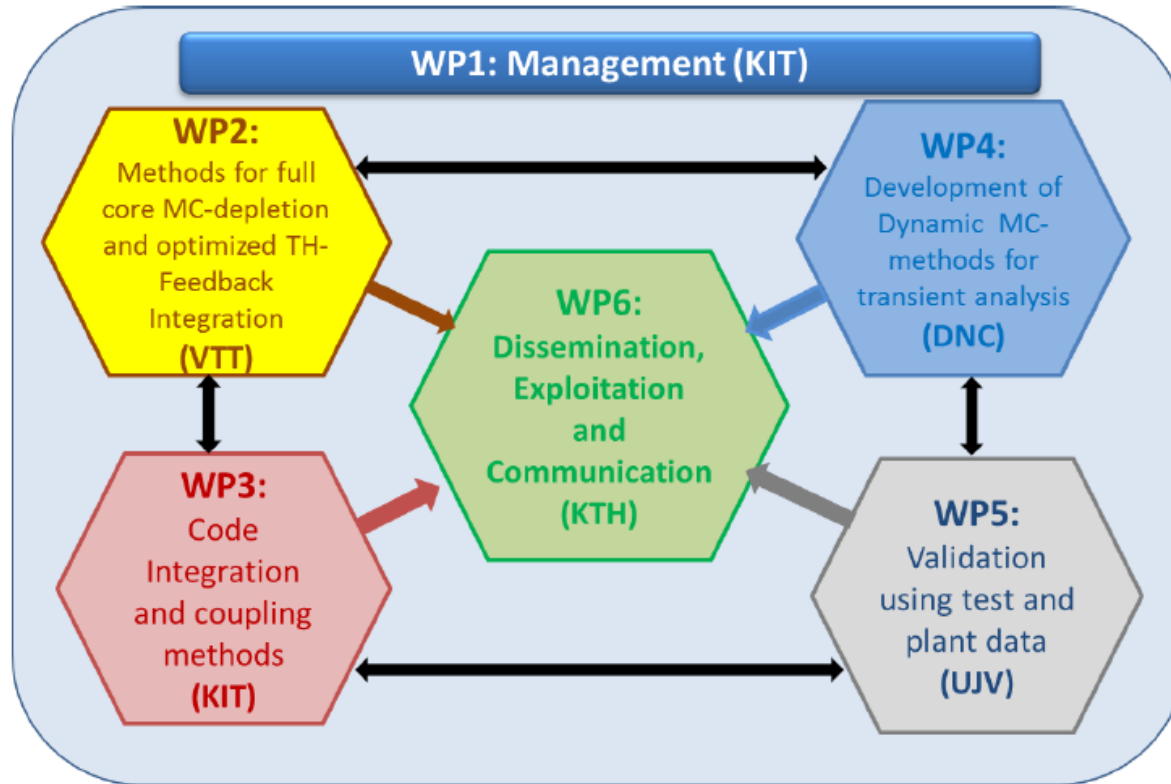 WP1: Management (KIT)
WP2:
Methods for full
core MC-depletion
and optimized TH-
Feedback
Integration
(VTT)
WP4:
Development of
Dynamic MC-
methods for
transient analysis
(DNC)
WP6:
Dissemination,
Exploitation
and
Communication
(KTH)
WP3:
Code
Integration
and coupling
methods
(KIT)
WP5:
Validation
using test and
plant data
(UJV)